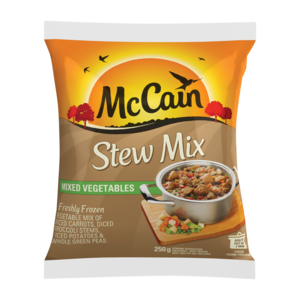 McCain
Stew Mix
MIXED VEGETABLES
Freshly Frozen
VEGETABLE MIX OF
DICED CARROTS, DICED
BROCCOLI STEMS,
DICED POTATOES &
WHOLE GREEN PEAS
250g